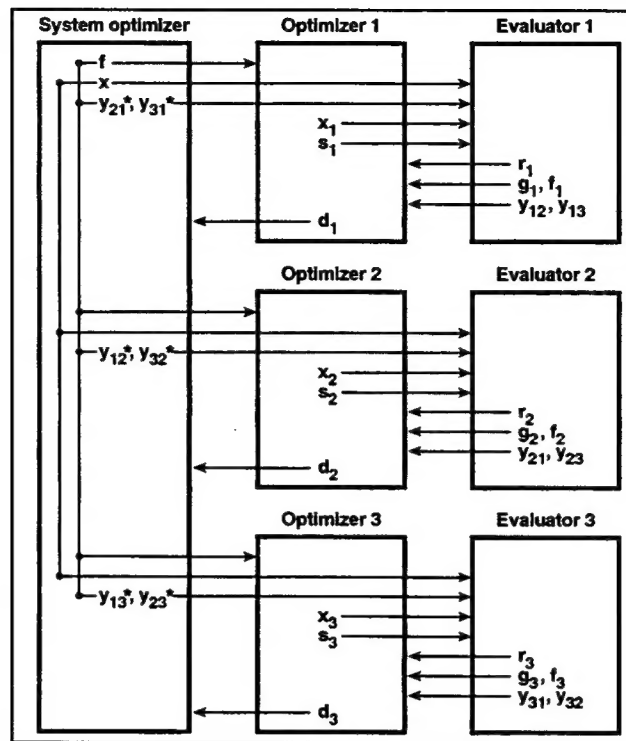 System optimizer Optimizer 1 Evaluator 1
f
x
y21*, y31*
x1
s1
r1
g1, f1
y12, y13
d1
Optimizer 2 Evaluator 2
y12*, y32*
x2
s2
r2
g2, f2
y21, y23
d2
Optimizer 3 Evaluator 3
y13*, y23*
x3
s3
r3
g3, f3
y31, y32
d3